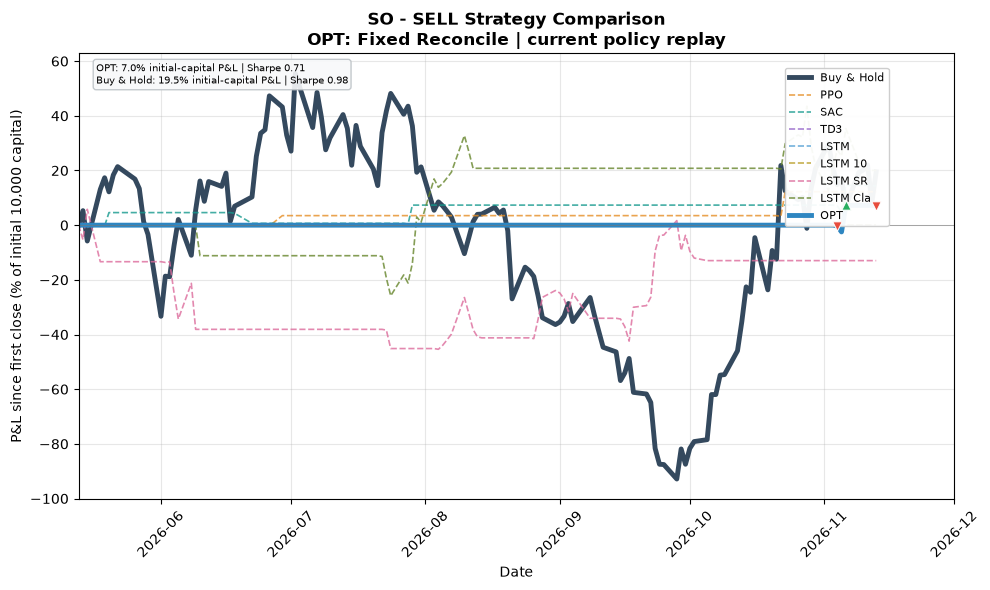 SO - SELL Strategy Comparison
OPT: Fixed Reconcile | current policy replay
OPT: 7.0% initial-capital P&L | Sharpe 0.71
Buy & Hold: 19.5% initial-capital P&L | Sharpe 0.98
Buy & Hold
PPO
SAC
TD3
LSTM
LSTM 10
LSTM SR
LSTM Cla
OPT
P&L since first close (% of initial 10,000 capital)
60
40
20
0
−20
−40
−60
−80
−100
2026-06
2026-07
2026-08
2026-09
2026-10
2026-11
2026-12
Date